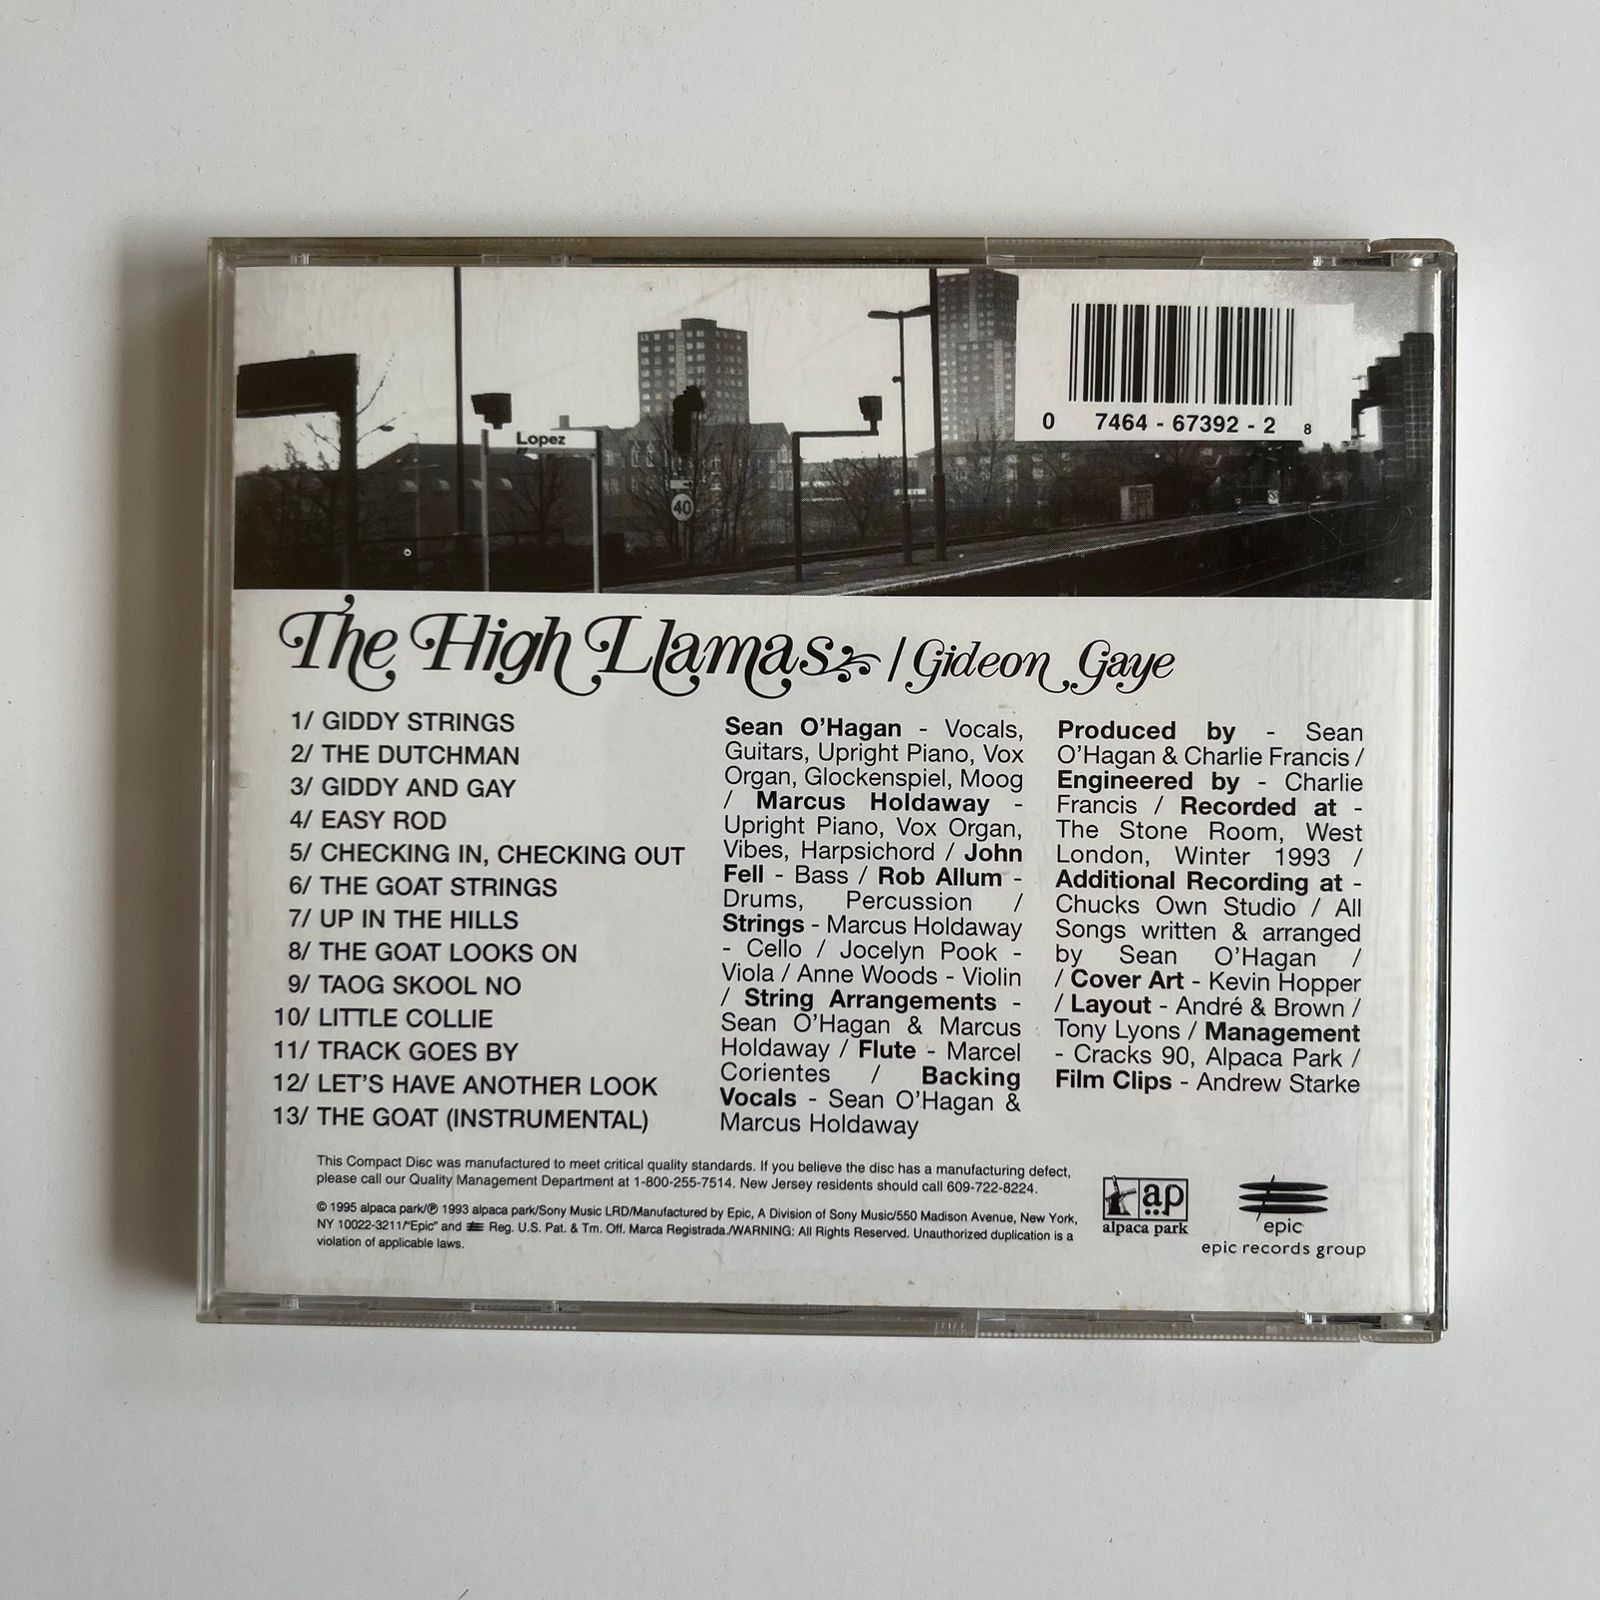 Lopez
40
0 7464 - 67392 - 2 8
The High Llamas / Gideon Gaye
1/ GIDDY STRINGS
2/ THE DUTCHMAN
3/ GIDDY AND GAY
4/ EASY ROD
5/ CHECKING IN, CHECKING OUT
6/ THE GOAT STRINGS
7/ UP IN THE HILLS
8/ THE GOAT LOOKS ON
9/ TAOG SKOOL NO
10/ LITTLE COLLIE
11/ TRACK GOES BY
12/ LET'S HAVE ANOTHER LOOK
13/ THE GOAT (INSTRUMENTAL)
Sean O'Hagan - Vocals,
Guitars, Upright Piano, Vox
Organ, Glockenspiel, Moog
/ Marcus Holdaway -
Upright Piano, Vox Organ,
Vibes, Harpsichord / John
Fell - Bass / Rob Allum -
Drums, Percussion /
Strings - Marcus Holdaway
- Cello / Jocelyn Pook -
Viola / Anne Woods - Violin
/ String Arrangements -
Sean O'Hagan & Marcus
Holdaway / Flute - Marcel
Corientes / Backing
Vocals - Sean O'Hagan &
Marcus Holdaway
Produced by - Sean
O'Hagan & Charlie Francis /
Engineered by - Charlie
Francis / Recorded at -
The Stone Room, West
London, Winter 1993 /
Additional Recording at -
Chucks Own Studio / All
Songs written & arranged
by Sean O'Hagan /
/ Cover Art - Kevin Hopper
/ Layout - André & Brown /
Tony Lyons / Management
- Cracks 90, Alpaca Park /
Film Clips - Andrew Starke
This Compact Disc was manufactured to meet critical quality standards. If you believe the disc has a manufacturing defect,
please call our Quality Management Department at 1-800-255-7514. New Jersey residents should call 609-722-8224.
© 1995 alpaca park/℗ 1993 alpaca park/Sony Music LRD/Manufactured by Epic, A Division of Sony Music/550 Madison Avenue, New York,
NY 10022-3211/"Epic" and Reg. U.S. Pat. & Tm. Off. Marca Registrada./WARNING: All Rights Reserved. Unauthorized duplication is a
violation of applicable laws.
ap
alpaca park
epic
epic records group